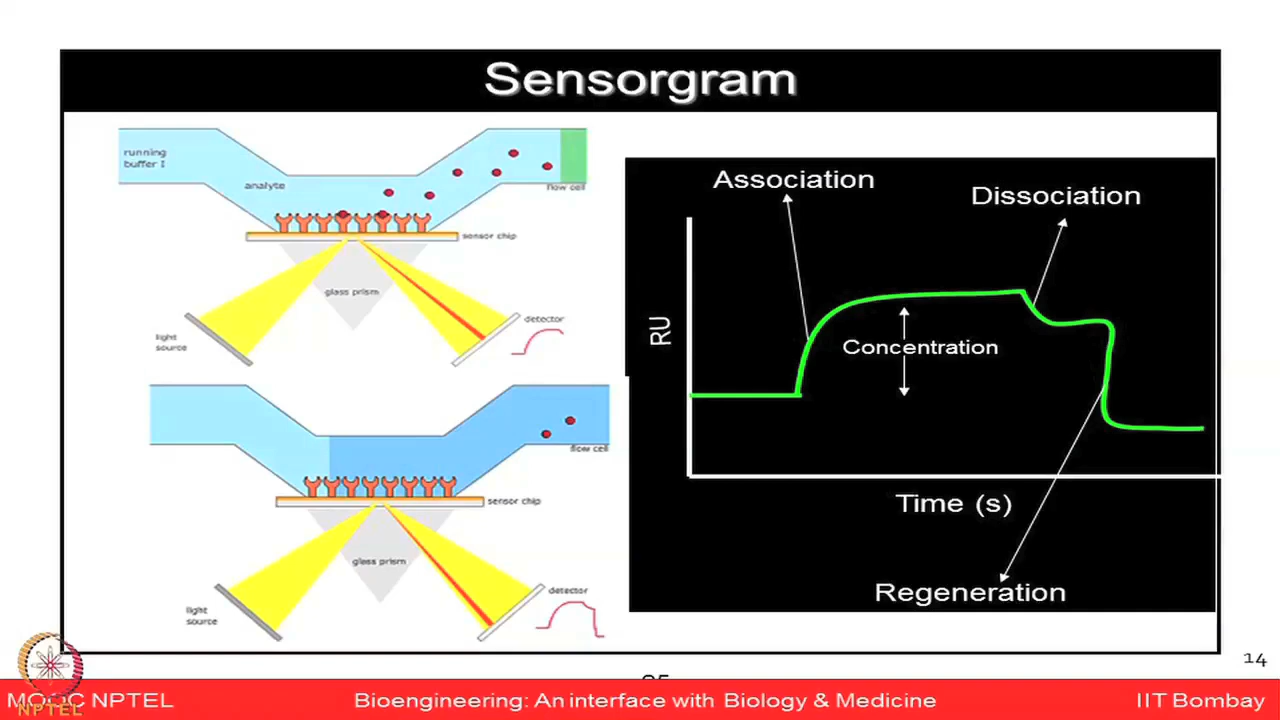 Sensorgram
running
buffer I
analyte
flow cell
sensor chip
glass prism
light
source
detector
flow cell
sensor chip
glass prism
light
source
detector
Association
Dissociation
RU
Concentration
Time (s)
Regeneration
14
MOOC NPTEL
NPTEL
Bioengineering: An interface with Biology & Medicine
IIT Bombay